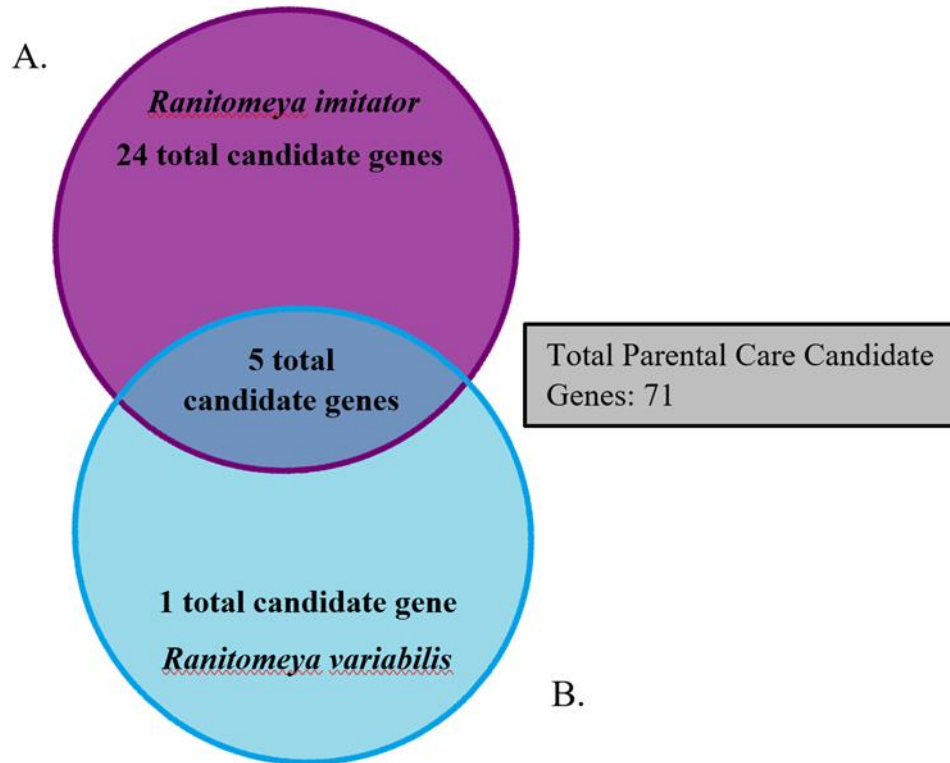 A.
Ranitomeya imitator
24 total candidate genes
5 total
candidate genes
Total Parental Care Candidate
Genes: 71
1 total candidate gene
Ranitomeya variabilis
B.